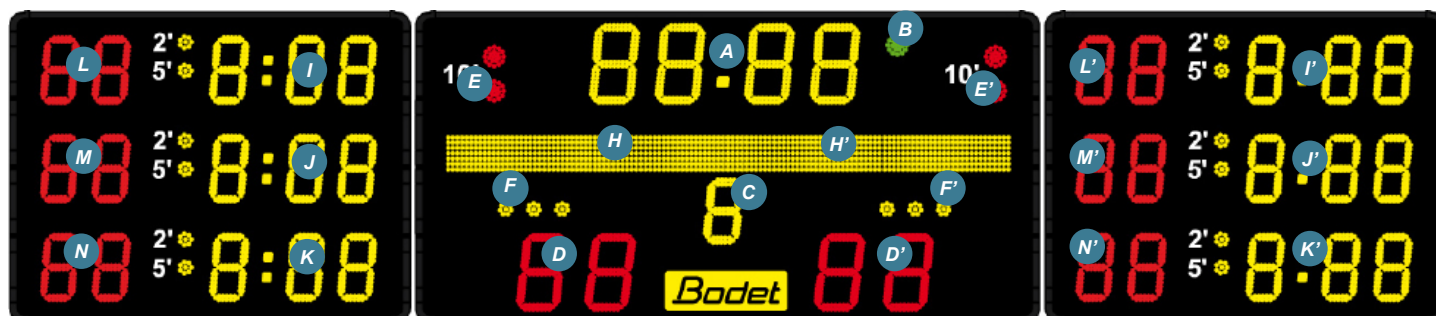 L 2' I
5'
M 2' J
5'
N 2' K
5'
A B
10' E 10' E'
H H'
F C F'
D D'
Bodet
L' 2' I'
5'
M' 2' J'
5'
N' 2' K'
5'